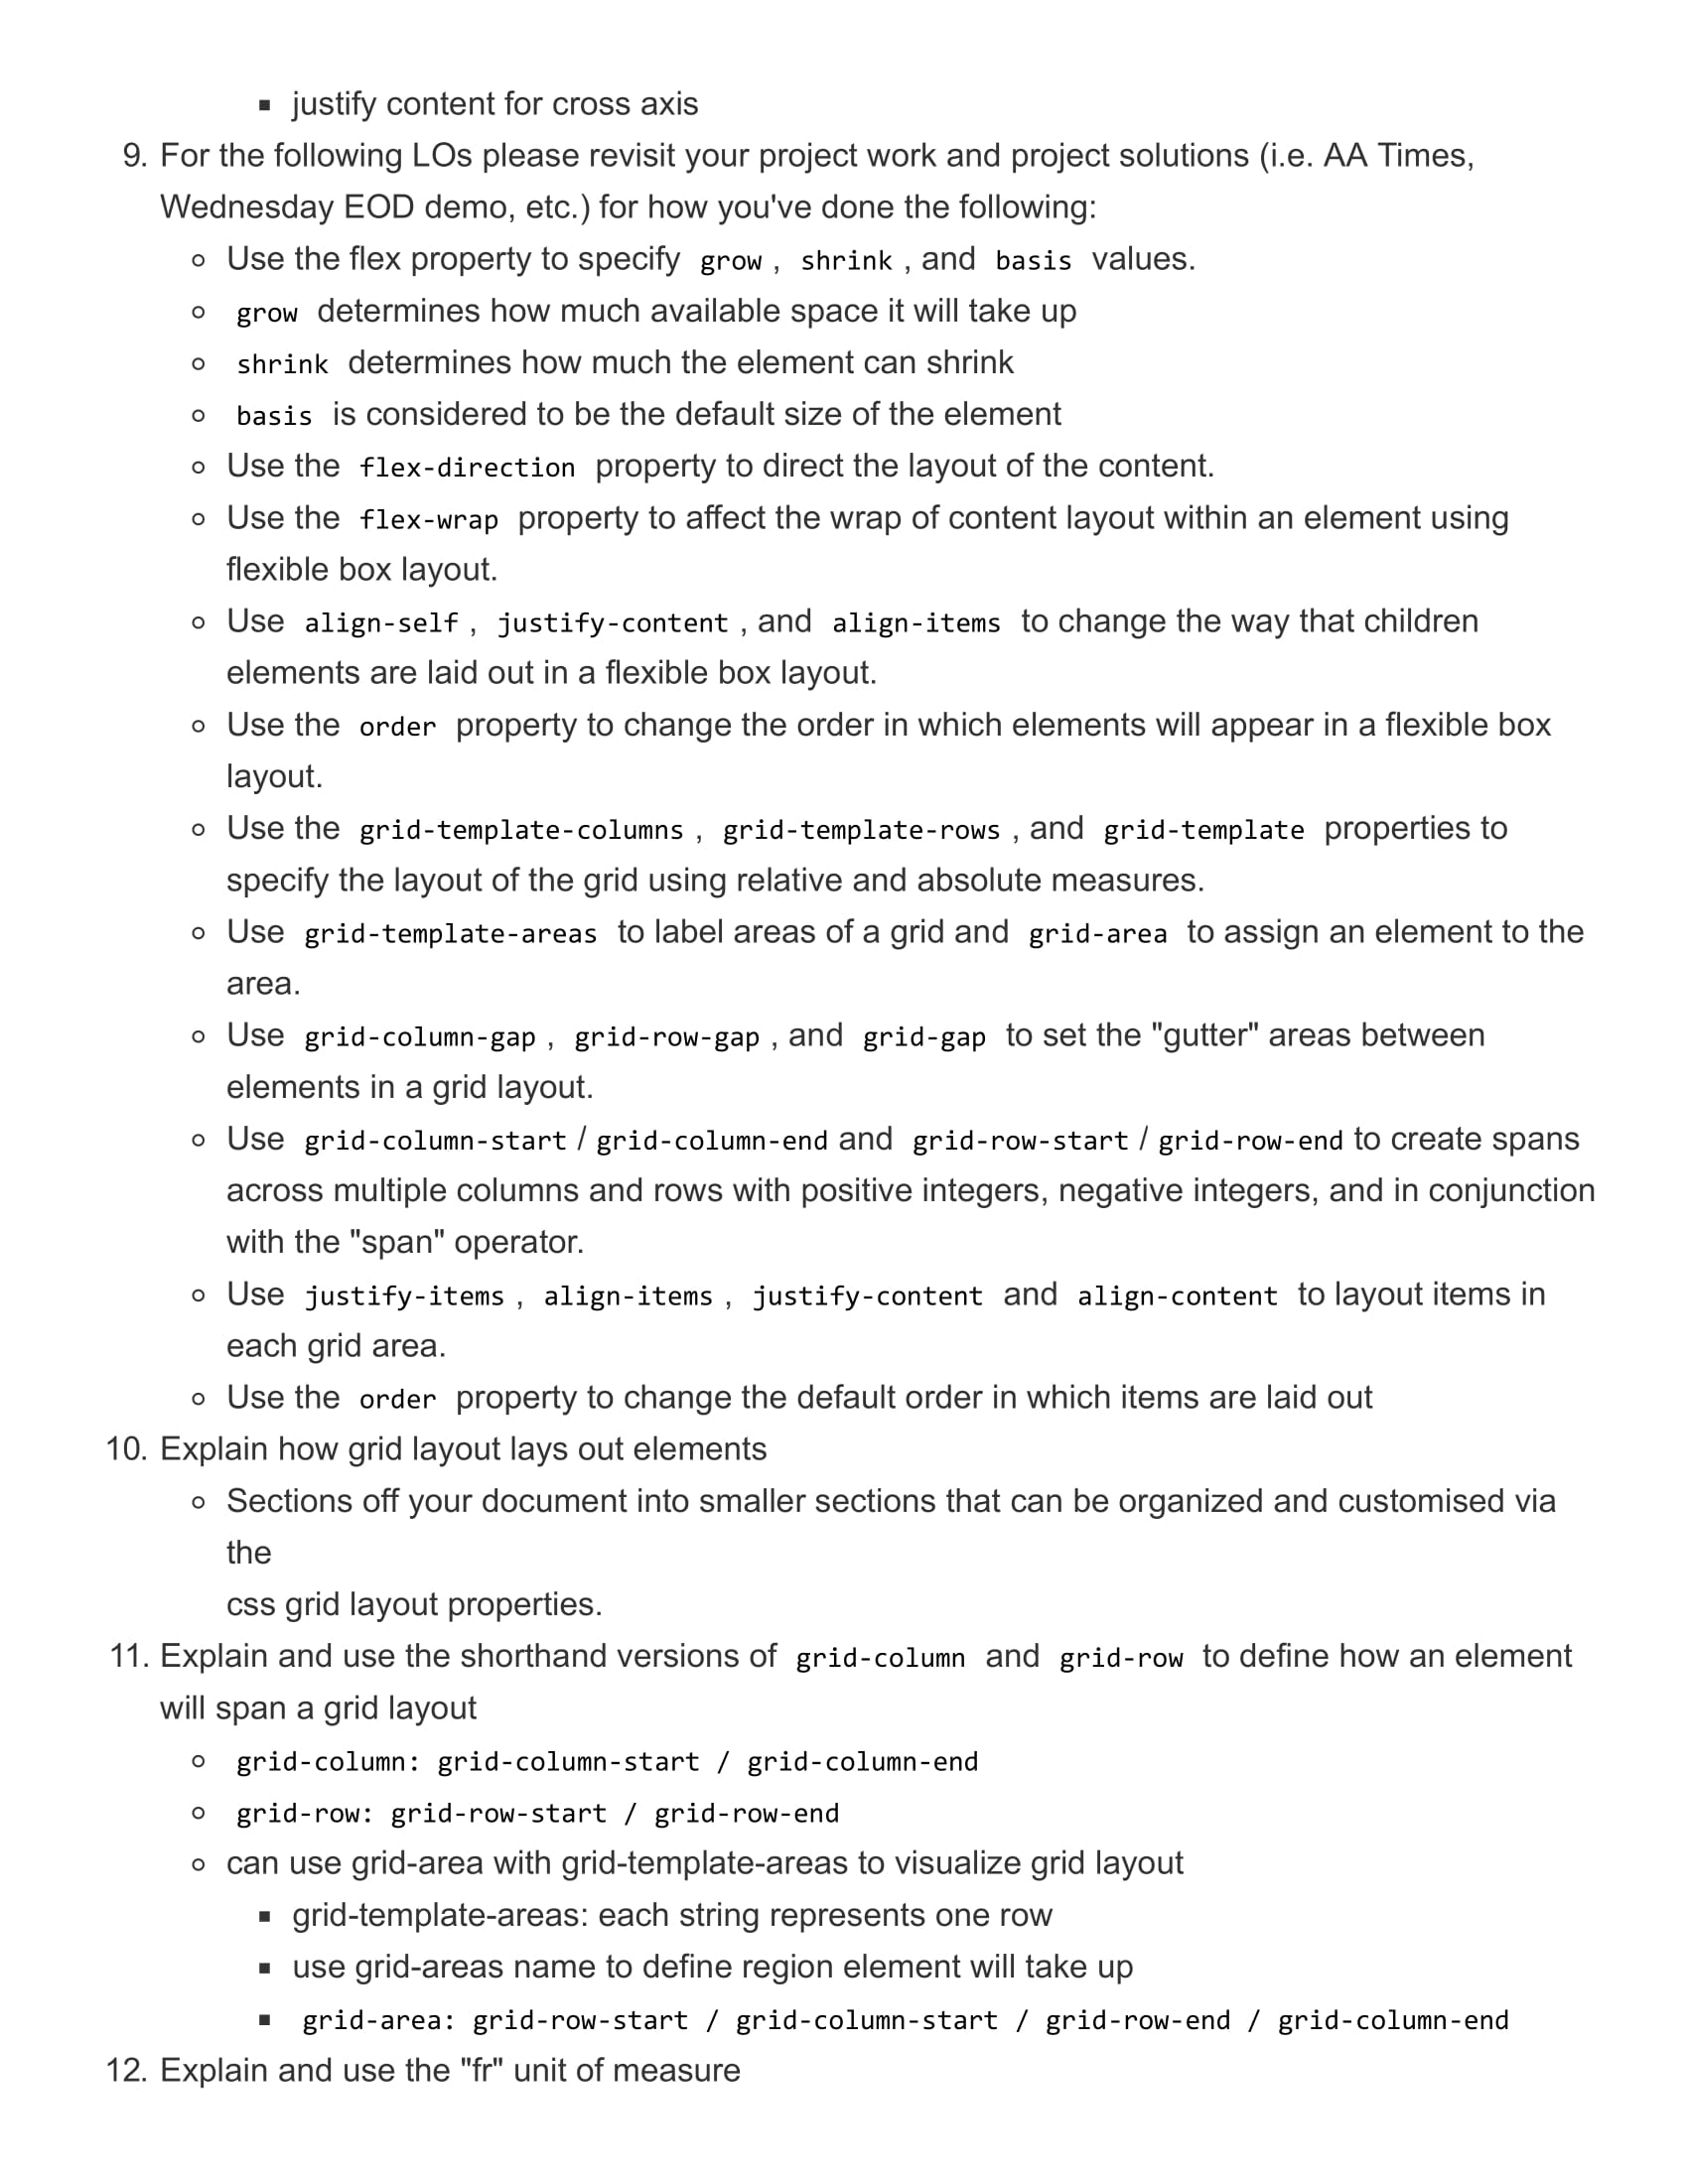 ▪ justify content for cross axis
9. For the following LOs please revisit your project work and project solutions (i.e. AA Times,
Wednesday EOD demo, etc.) for how you've done the following:
○ Use the flex property to specify grow , shrink , and basis values.
○ grow determines how much available space it will take up
○ shrink determines how much the element can shrink
○ basis is considered to be the default size of the element
○ Use the flex-direction property to direct the layout of the content.
○ Use the flex-wrap property to affect the wrap of content layout within an element using
flexible box layout.
○ Use align-self , justify-content , and align-items to change the way that children
elements are laid out in a flexible box layout.
○ Use the order property to change the order in which elements will appear in a flexible box
layout.
○ Use the grid-template-columns , grid-template-rows , and grid-template properties to
specify the layout of the grid using relative and absolute measures.
○ Use grid-template-areas to label areas of a grid and grid-area to assign an element to the
area.
○ Use grid-column-gap , grid-row-gap , and grid-gap to set the "gutter" areas between
elements in a grid layout.
○ Use grid-column-start / grid-column-end and grid-row-start / grid-row-end to create spans
across multiple columns and rows with positive integers, negative integers, and in conjunction
with the "span" operator.
○ Use justify-items , align-items , justify-content and align-content to layout items in
each grid area.
○ Use the order property to change the default order in which items are laid out
10. Explain how grid layout lays out elements
○ Sections off your document into smaller sections that can be organized and customised via
the
css grid layout properties.
11. Explain and use the shorthand versions of grid-column and grid-row to define how an element
will span a grid layout
○ grid-column: grid-column-start / grid-column-end
○ grid-row: grid-row-start / grid-row-end
○ can use grid-area with grid-template-areas to visualize grid layout
▪ grid-template-areas: each string represents one row
▪ use grid-areas name to define region element will take up
▪ grid-area: grid-row-start / grid-column-start / grid-row-end / grid-column-end
12. Explain and use the "fr" unit of measure